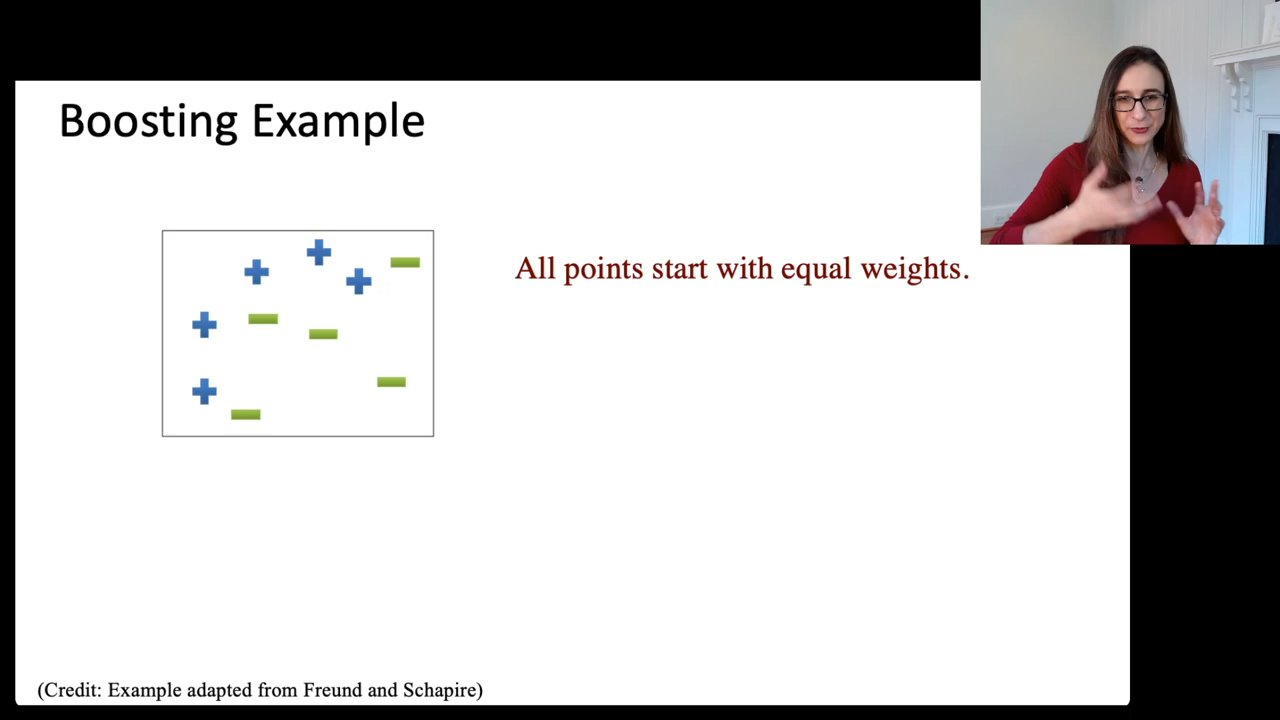 Boosting Example
All points start with equal weights.
(Credit: Example adapted from Freund and Schapire)